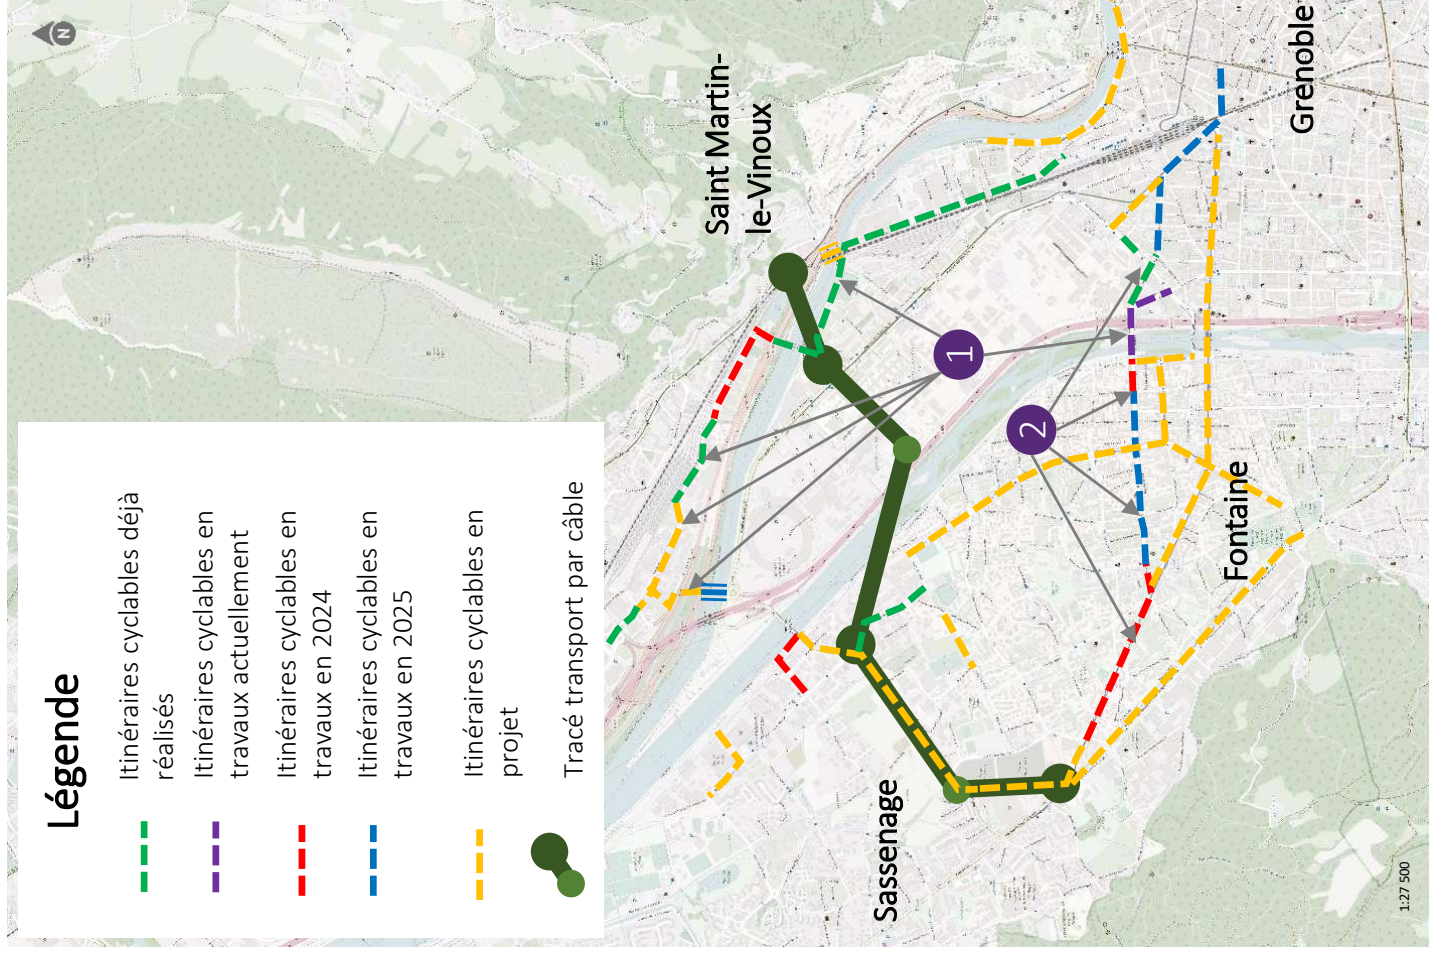 N
Légende
Itinéraires cyclables déjà
réalisés
Itinéraires cyclables en
travaux actuellement
Itinéraires cyclables en
travaux en 2024
Itinéraires cyclables en
travaux en 2025
Itinéraires cyclables en
projet
Tracé transport par câble
Saint Martin-
le-Vinoux
Grenoble
1
2
Fontaine
Sassenage
1:27 500